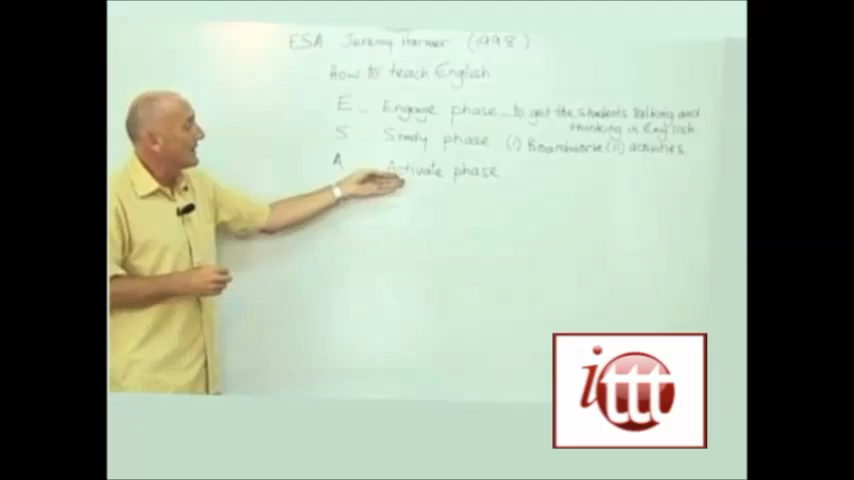 ESA Jeremy Harmer (1998)
How to teach English
E - Engage phase - to get the students talking and
thinking in English
S - Study phase (i) Boardwork (ii) activities
A Activate phase
ittt